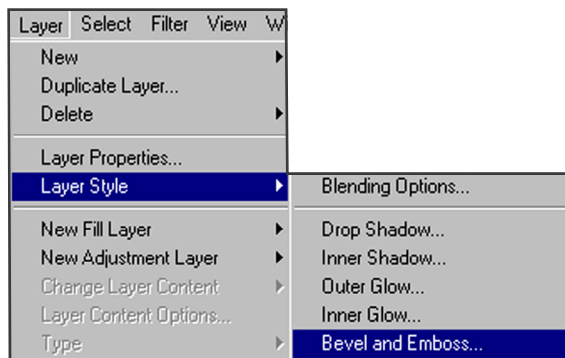 Layer Select Filter View W
New
Duplicate Layer...
Delete
Layer Properties...
Layer Style
New Fill Layer
New Adjustment Layer
Change Layer Content
Layer Content Options...
Type
Blending Options...
Drop Shadow...
Inner Shadow...
Outer Glow...
Inner Glow...
Bevel and Emboss...